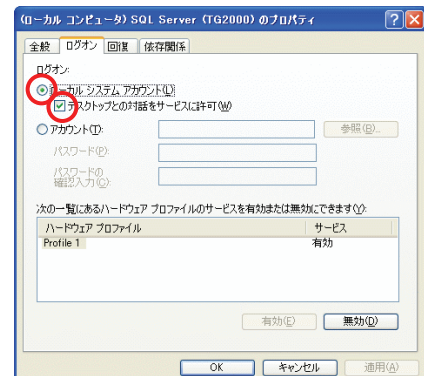 (ローカル コンピュータ) SQL Server (TG2000) のプロパティ
全般 ログオン 回復 依存関係
ログオン:
ローカル システム アカウント(L)
デスクトップとの対話をサービスに許可(W)
アカウント(T):
参照(B)...
パスワード(P):
パスワードの
確認入力(C):
次の一覧にあるハードウェア プロファイルのサービスを有効または無効にできます(Y):
ハードウェア プロファイル サービス
Profile 1 有効
有効(E) 無効(D)
OK キャンセル 適用(A)